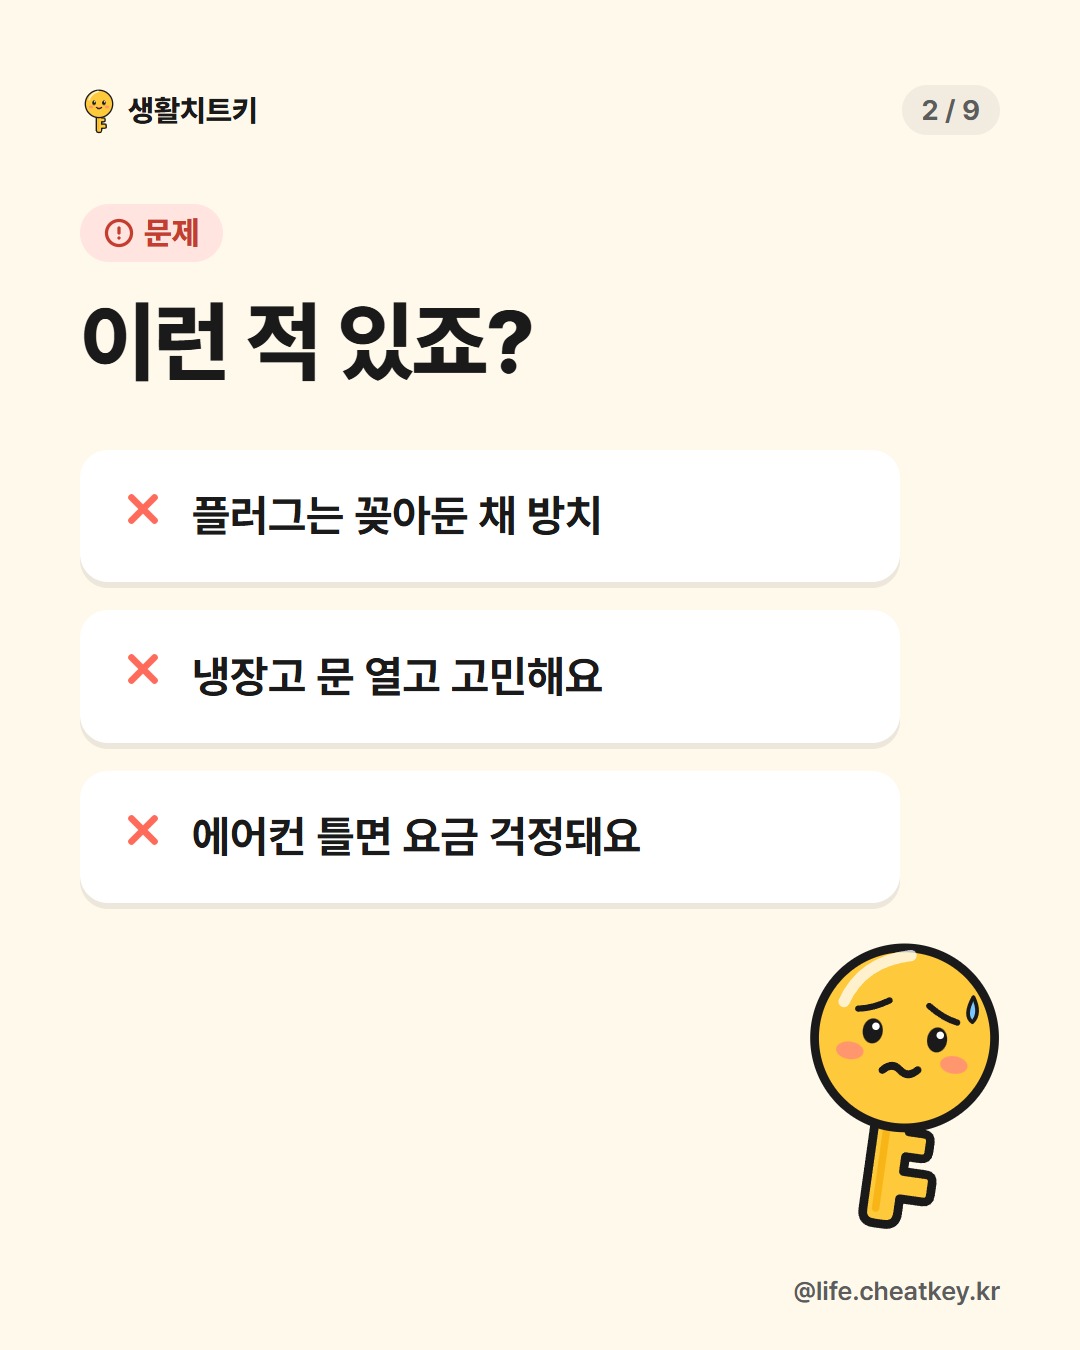 생활치트키
2 / 9
문제
이런 적 있죠?
플러그는 꽂아둔 채 방치
냉장고 문 열고 고민해요
에어컨 틀면 요금 걱정돼요
@life.cheatkey.kr